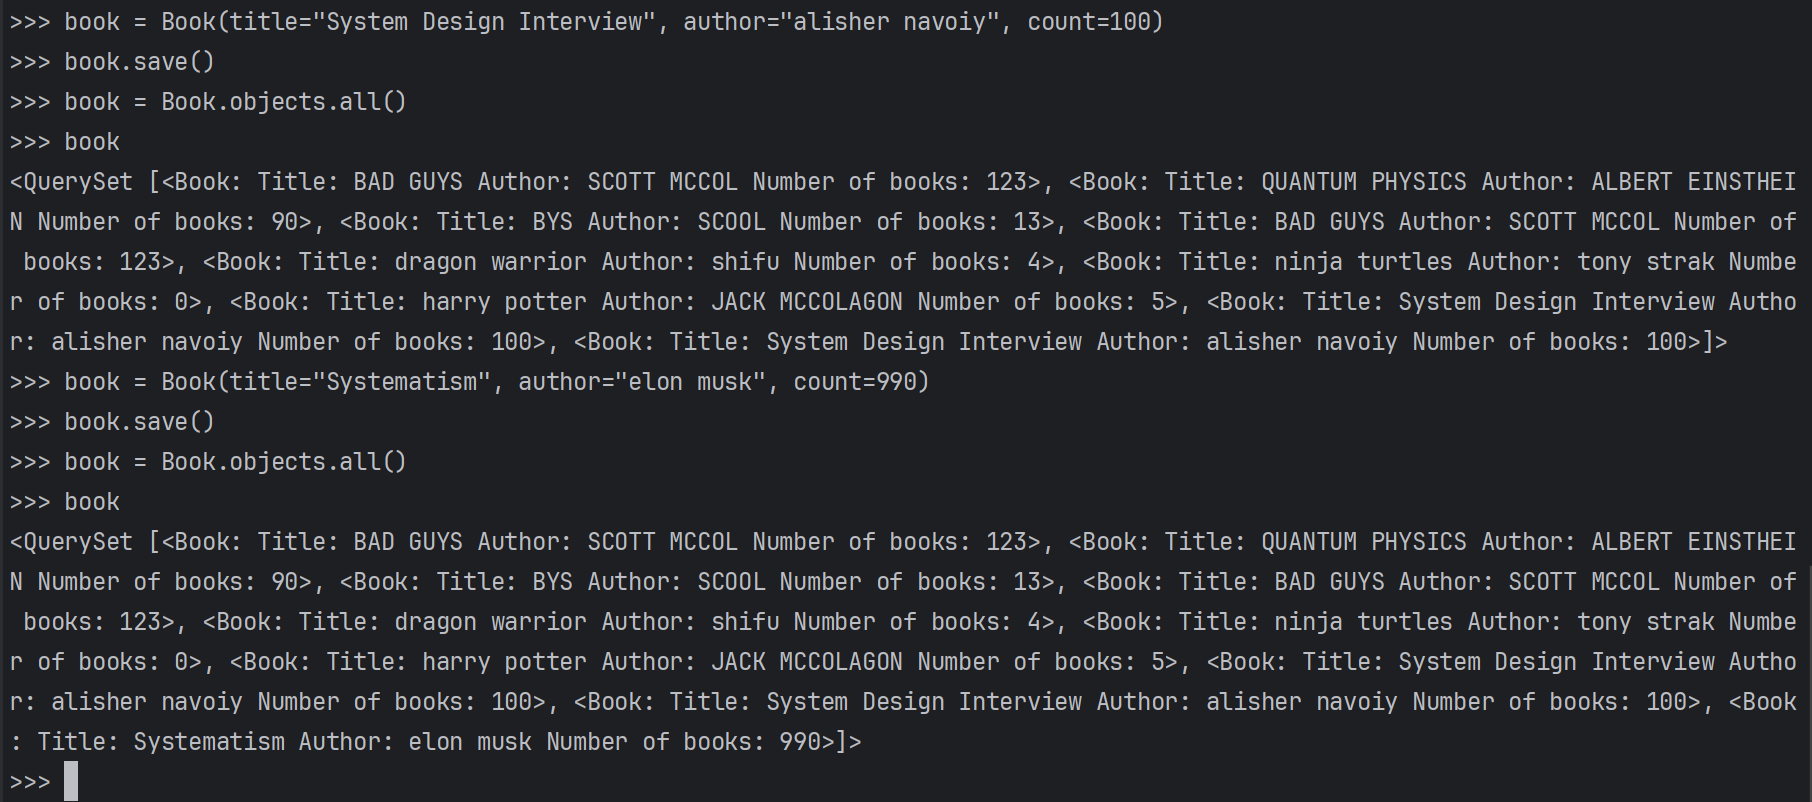 >>> book = Book(title="System Design Interview", author="alisher navoiy", count=100)
>>> book.save()
>>> book = Book.objects.all()
>>> book
<QuerySet [<Book: Title: BAD GUYS Author: SCOTT MCCOL Number of books: 123>, <Book: Title: QUANTUM PHYSICS Author: ALBERT EINSTHEI
N Number of books: 90>, <Book: Title: BYS Author: SCOOL Number of books: 13>, <Book: Title: BAD GUYS Author: SCOTT MCCOL Number of
 books: 123>, <Book: Title: dragon warrior Author: shifu Number of books: 4>, <Book: Title: ninja turtles Author: tony strak Numbe
r of books: 0>, <Book: Title: harry potter Author: JACK MCCOLAGON Number of books: 5>, <Book: Title: System Design Interview Autho
r: alisher navoiy Number of books: 100>, <Book: Title: System Design Interview Author: alisher navoiy Number of books: 100>]>
>>> book = Book(title="Systematism", author="elon musk", count=990)
>>> book.save()
>>> book = Book.objects.all()
>>> book
<QuerySet [<Book: Title: BAD GUYS Author: SCOTT MCCOL Number of books: 123>, <Book: Title: QUANTUM PHYSICS Author: ALBERT EINSTHEI
N Number of books: 90>, <Book: Title: BYS Author: SCOOL Number of books: 13>, <Book: Title: BAD GUYS Author: SCOTT MCCOL Number of
 books: 123>, <Book: Title: dragon warrior Author: shifu Number of books: 4>, <Book: Title: ninja turtles Author: tony strak Numbe
r of books: 0>, <Book: Title: harry potter Author: JACK MCCOLAGON Number of books: 5>, <Book: Title: System Design Interview Autho
r: alisher navoiy Number of books: 100>, <Book: Title: System Design Interview Author: alisher navoiy Number of books: 100>, <Book
: Title: Systematism Author: elon musk Number of books: 990>]>
>>>